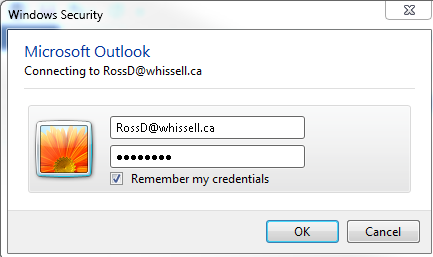 Windows Security
Microsoft Outlook
Connecting to RossD@whissell.ca
RossD@whissell.ca
••••••••
Remember my credentials
OK
Cancel